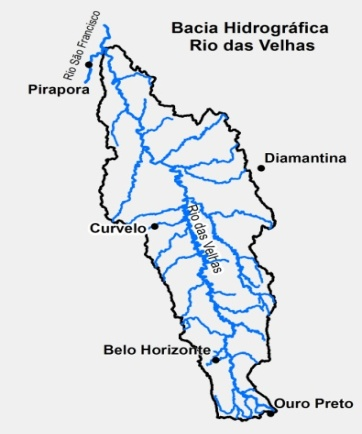 Bacia Hidrográfica
Rio das Velhas
Rio São Francisco
Pirapora
Diamantina
Curvelo
Rio das Velhas
Belo Horizonte
Ouro Preto